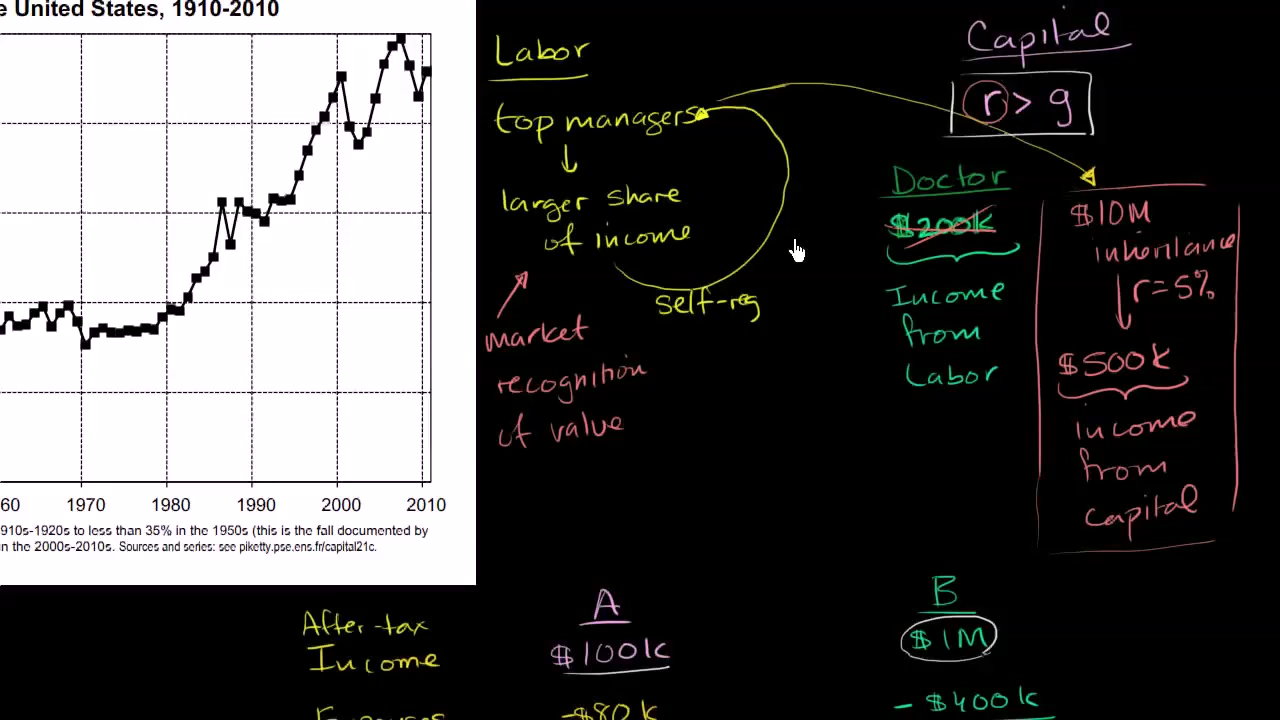 e United States, 1910-2010
60 1970 1980 1990 2000 2010
910s-1920s to less than 35% in the 1950s (this is the fall documented by
n the 2000s-2010s. Sources and series: see piketty.pse.ens.fr/capital21c.
Labor
top managers
larger share
of income
self-reg
market
recognition
of value
Capital
r > g
Doctor
$200k
Income
from
Labor
$10M
inheritance
r=5%
$500k
income
from
capital
A B
After-tax
Income $100k $1M
Expenses -$80k -$400k